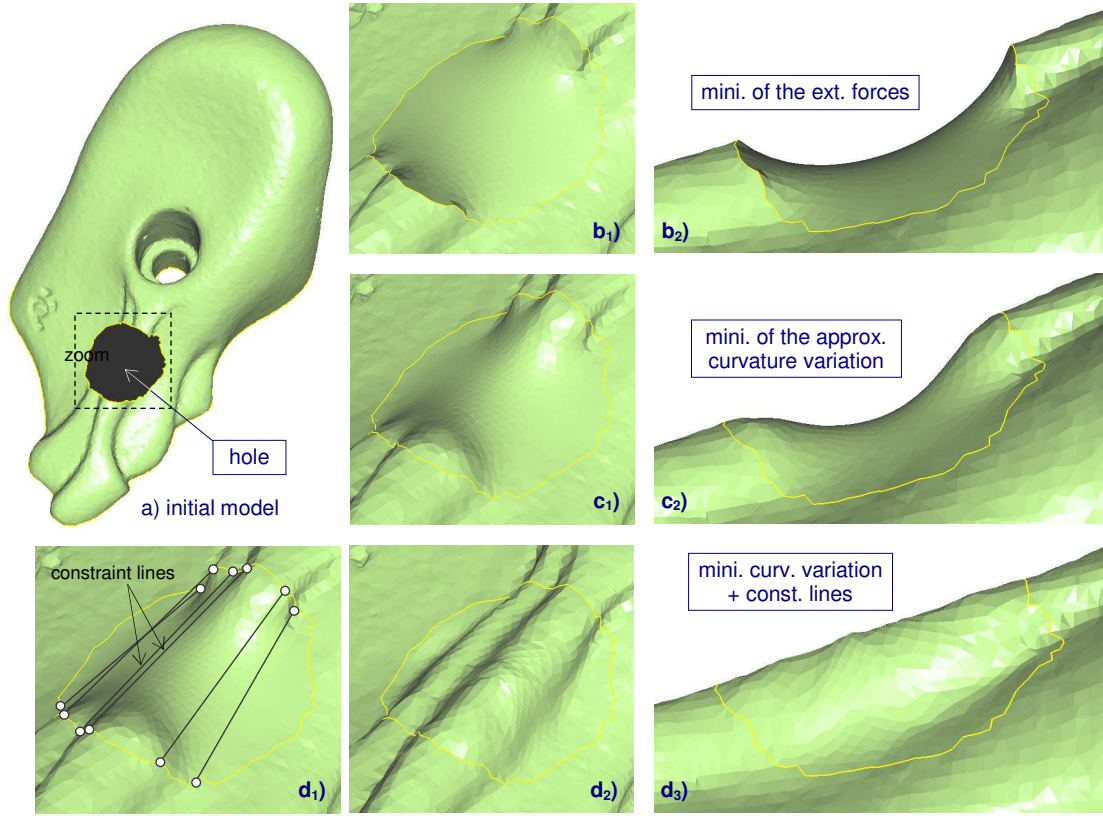 zoom
hole
a) initial model
b1)
mini. of the ext. forces
b2)
c1)
mini. of the approx.
curvature variation
c2)
constraint lines
d1)
d2)
mini. curv. variation
+ const. lines
d3)